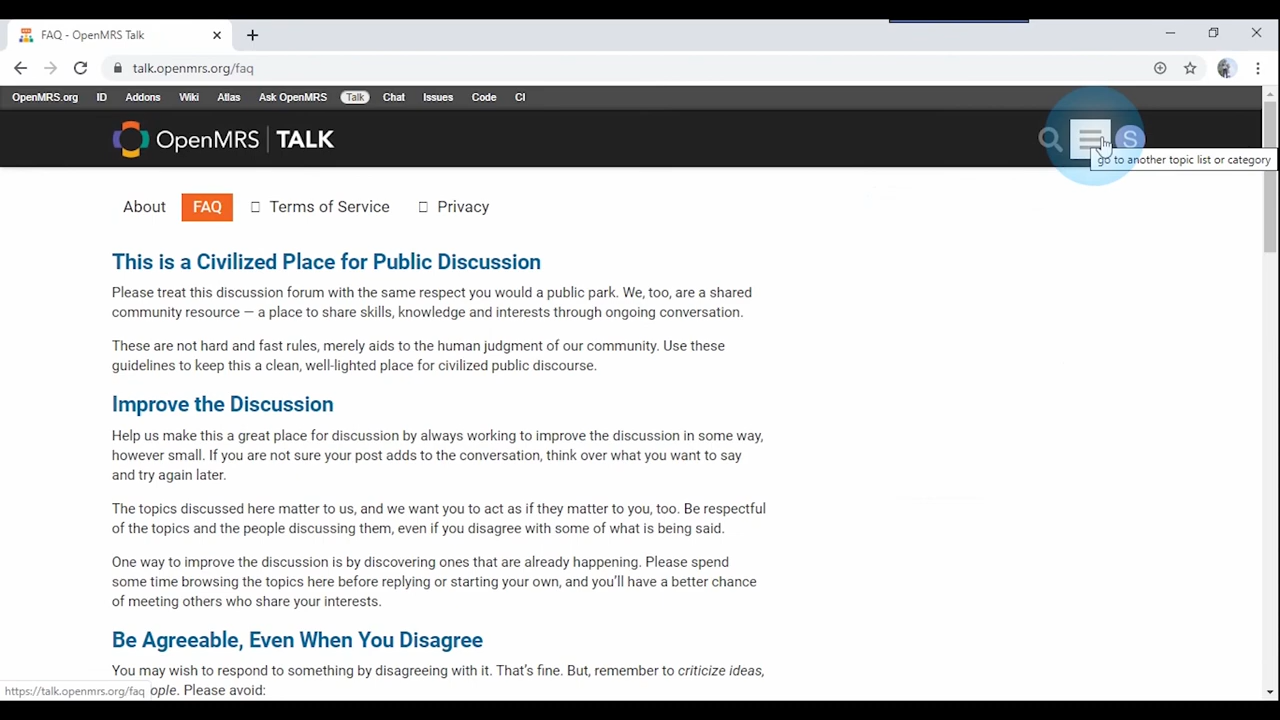 FAQ - OpenMRS Talk
talk.openmrs.org/faq
OpenMRS.org ID Addons Wiki Atlas Ask OpenMRS Talk Chat Issues Code CI
OpenMRS | TALK
S
go to another topic list or category
About FAQ Terms of Service Privacy
This is a Civilized Place for Public Discussion
Please treat this discussion forum with the same respect you would a public park. We, too, are a shared
community resource — a place to share skills, knowledge and interests through ongoing conversation.
These are not hard and fast rules, merely aids to the human judgment of our community. Use these
guidelines to keep this a clean, well-lighted place for civilized public discourse.
Improve the Discussion
Help us make this a great place for discussion by always working to improve the discussion in some way,
however small. If you are not sure your post adds to the conversation, think over what you want to say
and try again later.
The topics discussed here matter to us, and we want you to act as if they matter to you, too. Be respectful
of the topics and the people discussing them, even if you disagree with some of what is being said.
One way to improve the discussion is by discovering ones that are already happening. Please spend
some time browsing the topics here before replying or starting your own, and you’ll have a better chance
of meeting others who share your interests.
Be Agreeable, Even When You Disagree
You may wish to respond to something by disagreeing with it. That’s fine. But, remember to criticize ideas,
ople. Please avoid:
https://talk.openmrs.org/faq